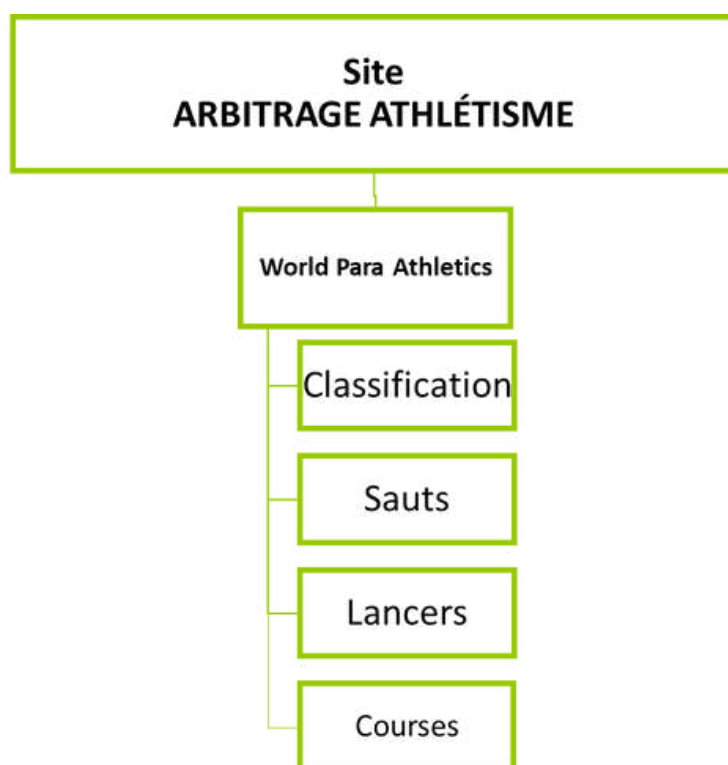 Site
ARBITRAGE ATHLÉTISME
World Para Athletics
Classification
Sauts
Lancers
Courses